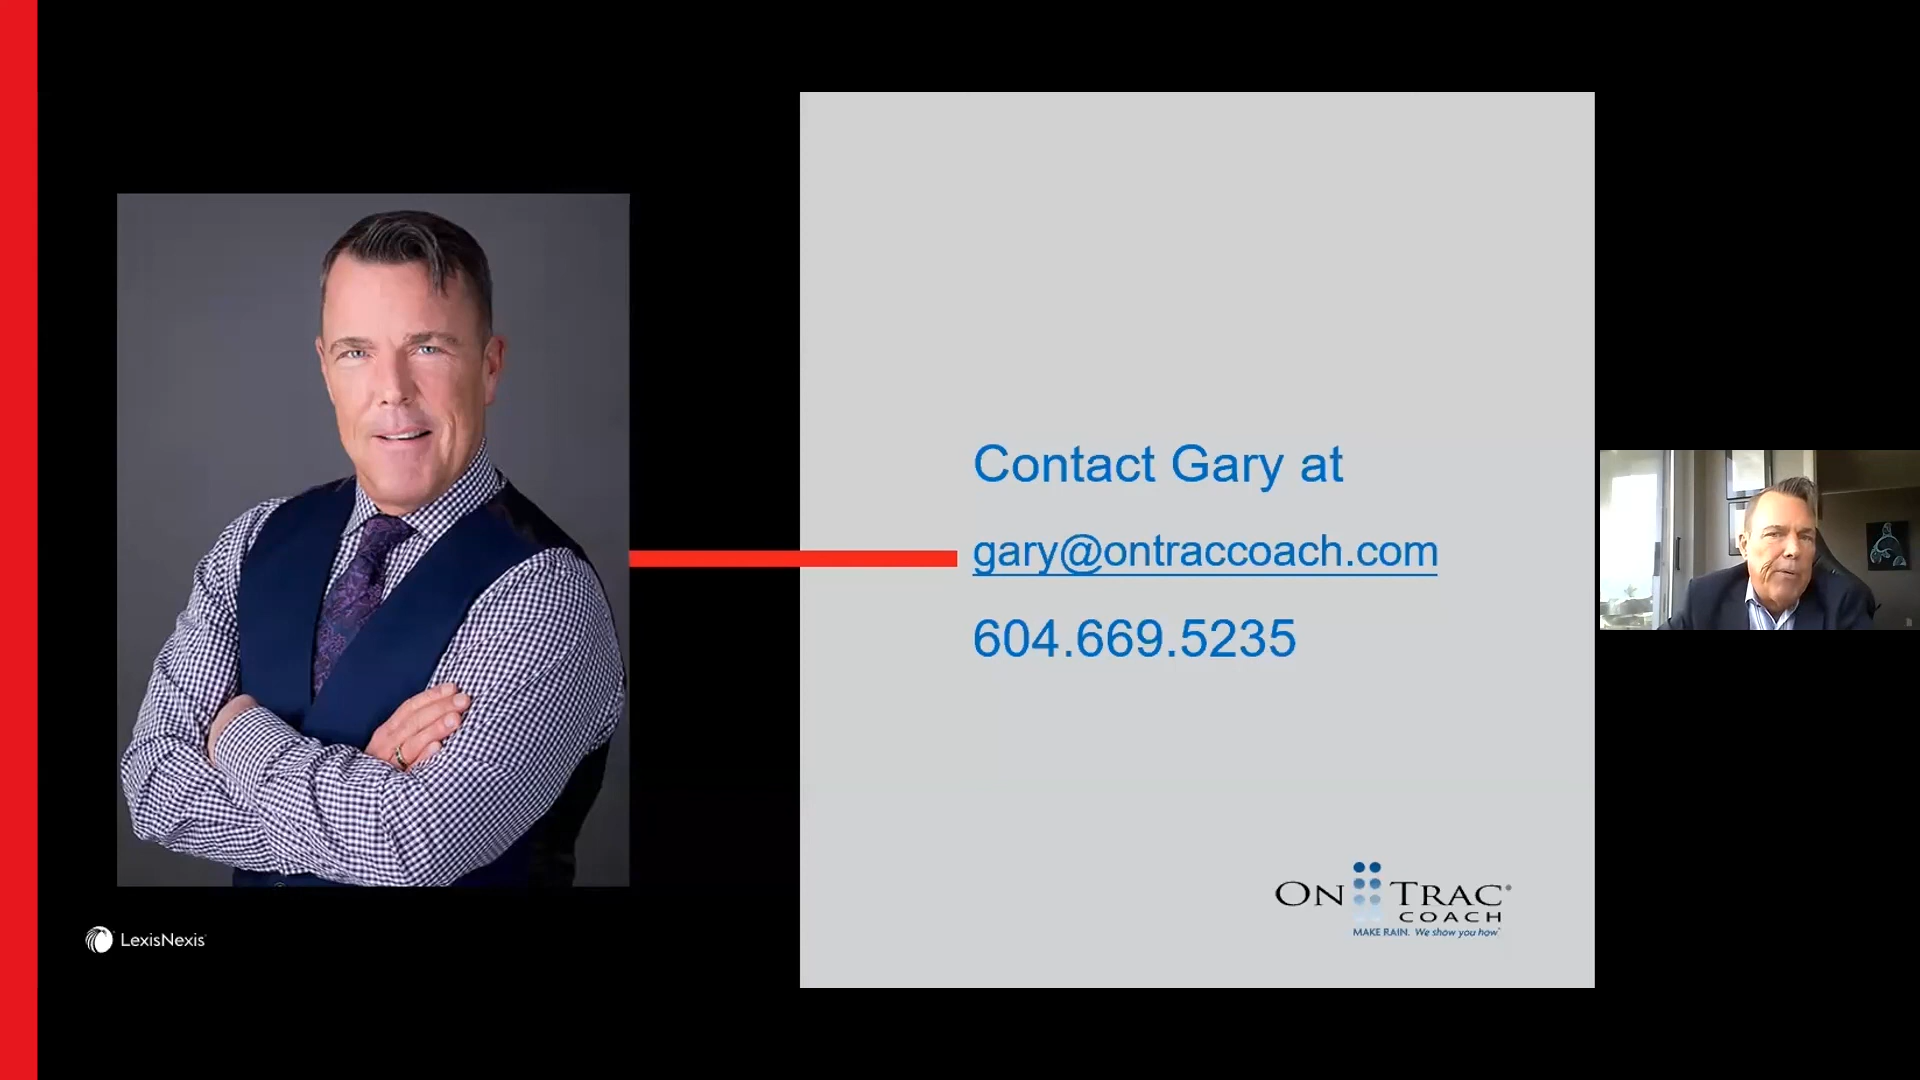 Contact Gary at
gary@ontraccoach.com
604.669.5235
ON TRAC
COACH
MAKE RAIN. We show you how.
LexisNexis